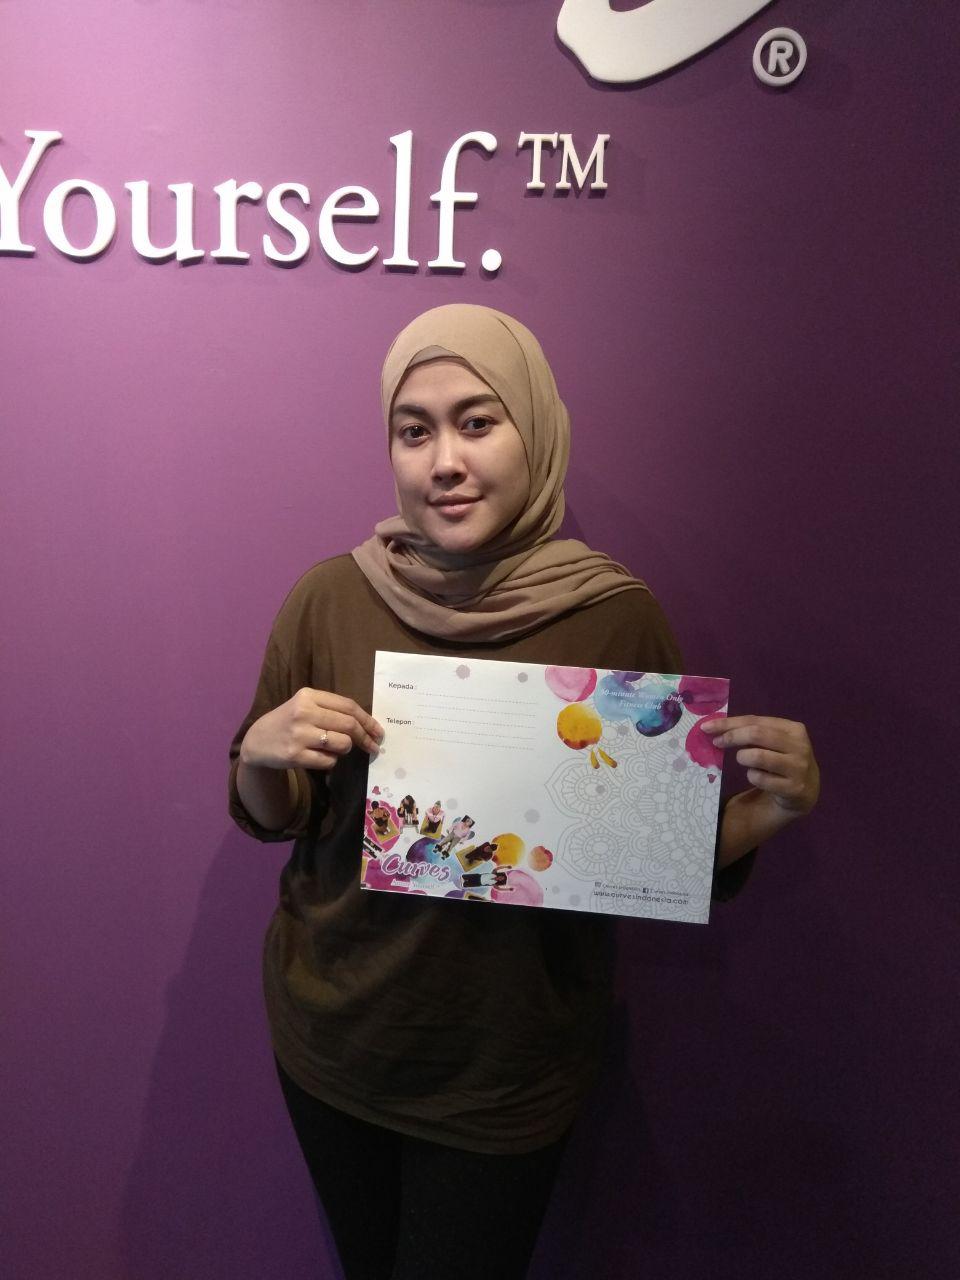 ®
Yourself.™
Kepada :
30-minute Women Only
Fitness Club
Telepon :
Curves
www.curvesindonesia.com